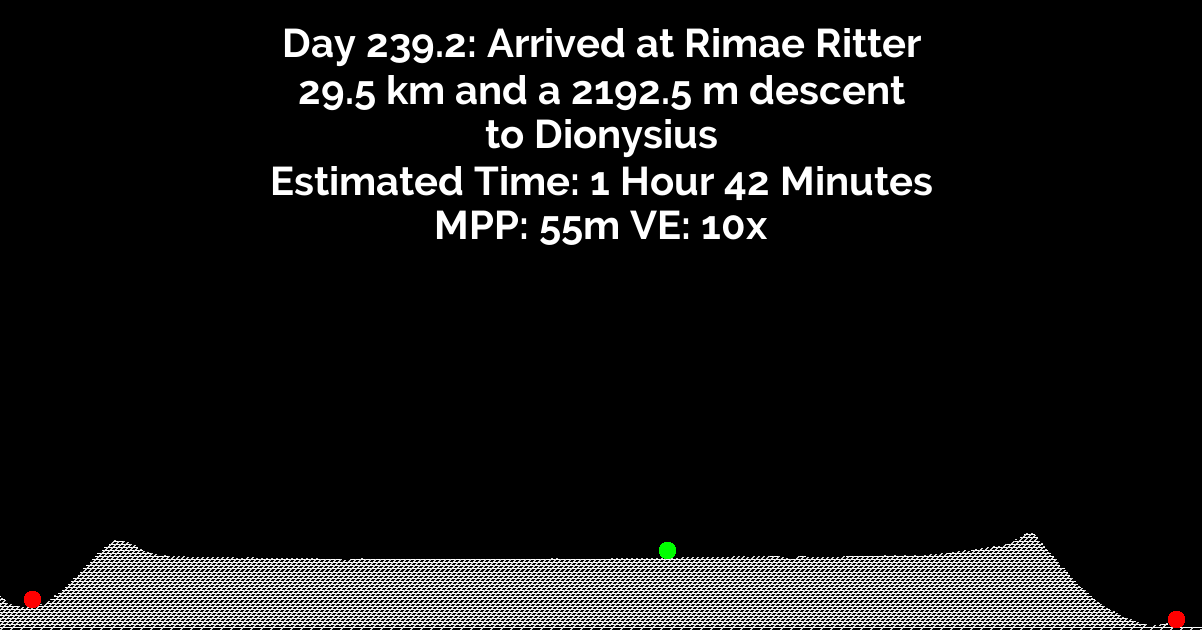 Day 239.2: Arrived at Rimae Ritter
29.5 km and a 2192.5 m descent
to Dionysius
Estimated Time: 1 Hour 42 Minutes
MPP: 55m VE: 10x